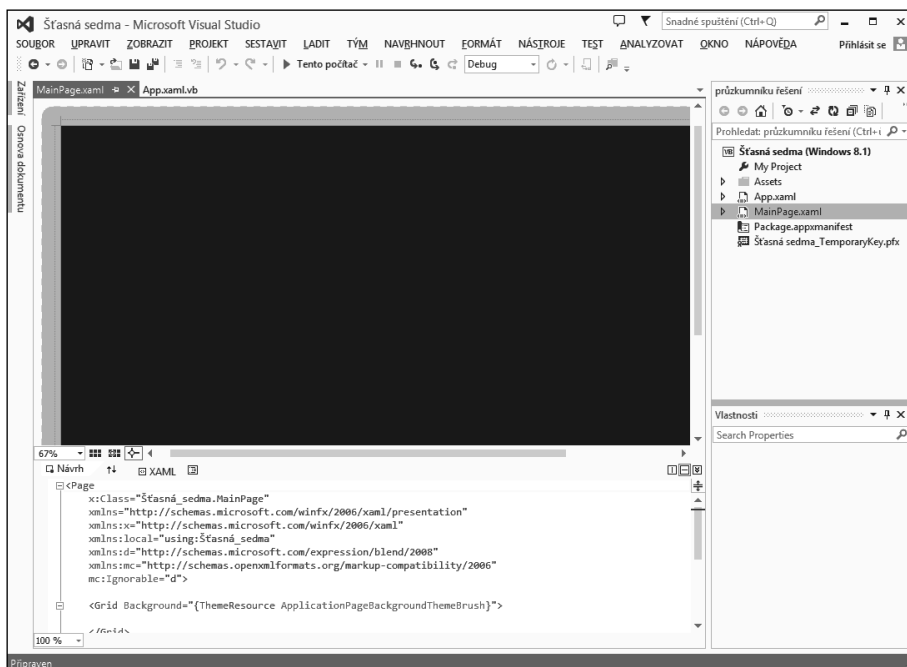 Šťasná sedma - Microsoft Visual Studio
Snadné spuštění (Ctrl+Q)
SOUBOR UPRAVIT ZOBRAZIT PROJEKT SESTAVIT LADIT TÝM NAVRHNOUT FORMÁT NÁSTROJE TEST ANALYZOVAT OKNO NÁPOVĚDA Přihlásit se
Tento počítač Debug
Zařízení
Osnova dokumentu
MainPage.xaml App.xaml.vb
průzkumníku řešení
Prohledat: průzkumníku řešení (Ctrl+
Šťasná sedma (Windows 8.1)
My Project
Assets
App.xaml
MainPage.xaml
Package.appxmanifest
Šťasná sedma_TemporaryKey.pfx
Vlastnosti
Search Properties
67%
Návrh XAML
<Page
x:Class="Šťasná_sedma.MainPage"
xmlns="http://schemas.microsoft.com/winfx/2006/xaml/presentation"
xmlns:x="http://schemas.microsoft.com/winfx/2006/xaml"
xmlns:local="using:Šťasná_sedma"
xmlns:d="http://schemas.microsoft.com/expression/blend/2008"
xmlns:mc="http://schemas.openxmlformats.org/markup-compatibility/2006"
mc:Ignorable="d">
<Grid Background="{ThemeResource ApplicationPageBackgroundThemeBrush}">
</Grid>
100 %
Připraven